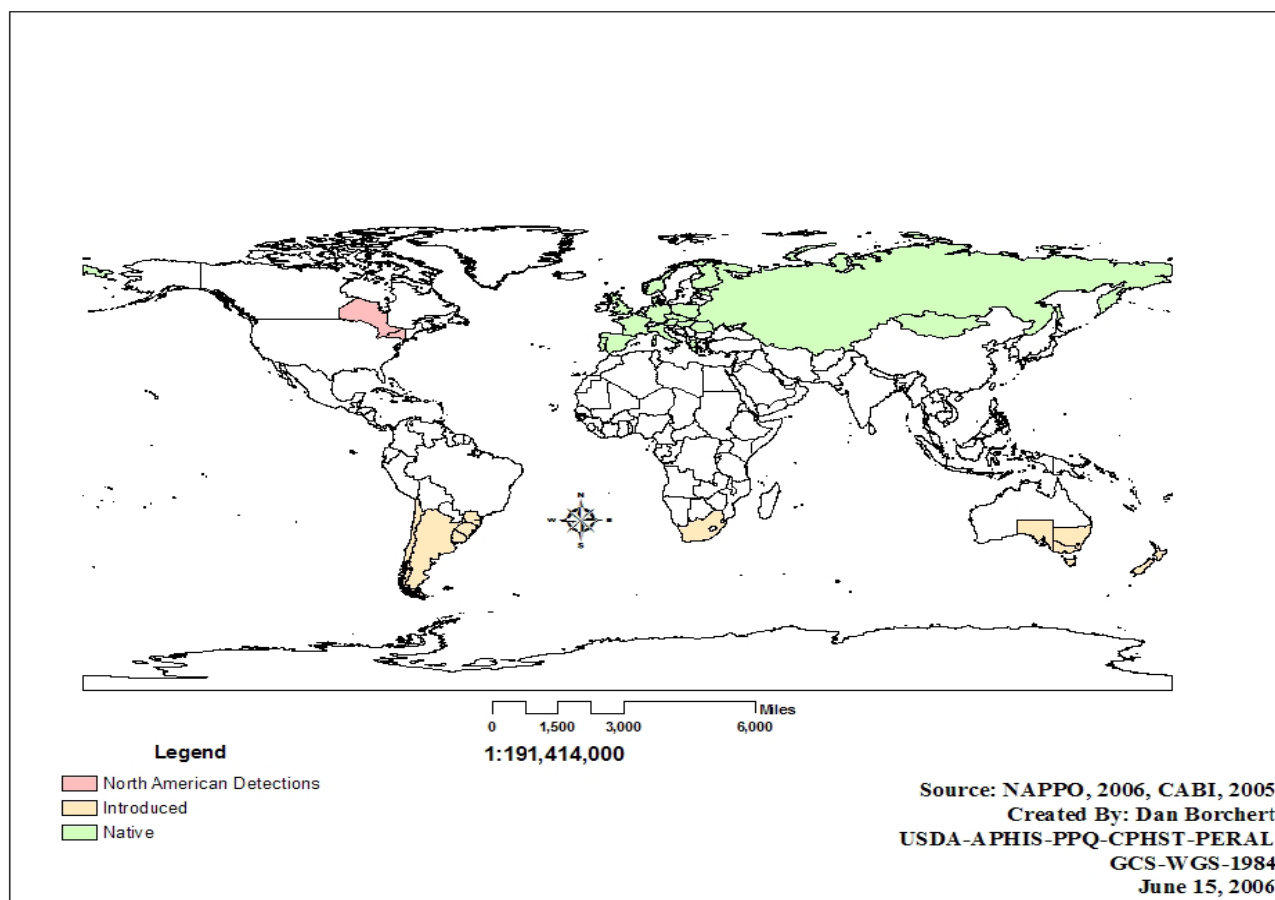 N
W E
S
Miles
0 1,500 3,000 6,000
1:191,414,000
Legend
North American Detections
Introduced
Native
Source: NAPPO, 2006, CABI, 2005
Created By: Dan Borchert
USDA-APHIS-PPQ-CPHST-PERAL
GCS-WGS-1984
June 15, 2006